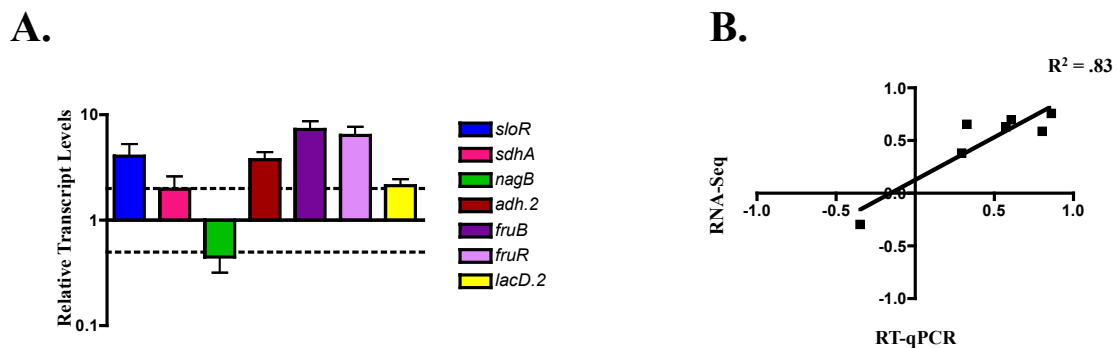 A.
Relative Transcript Levels
10
1
0.1
sloR
sdhA
nagB
adh.2
fruB
fruR
lacD.2
B.
R² = .83
RNA-Seq
1.0
0.5
0.0
-0.5
-1.0
-1.0
-0.5
0.5
1.0
RT-qPCR